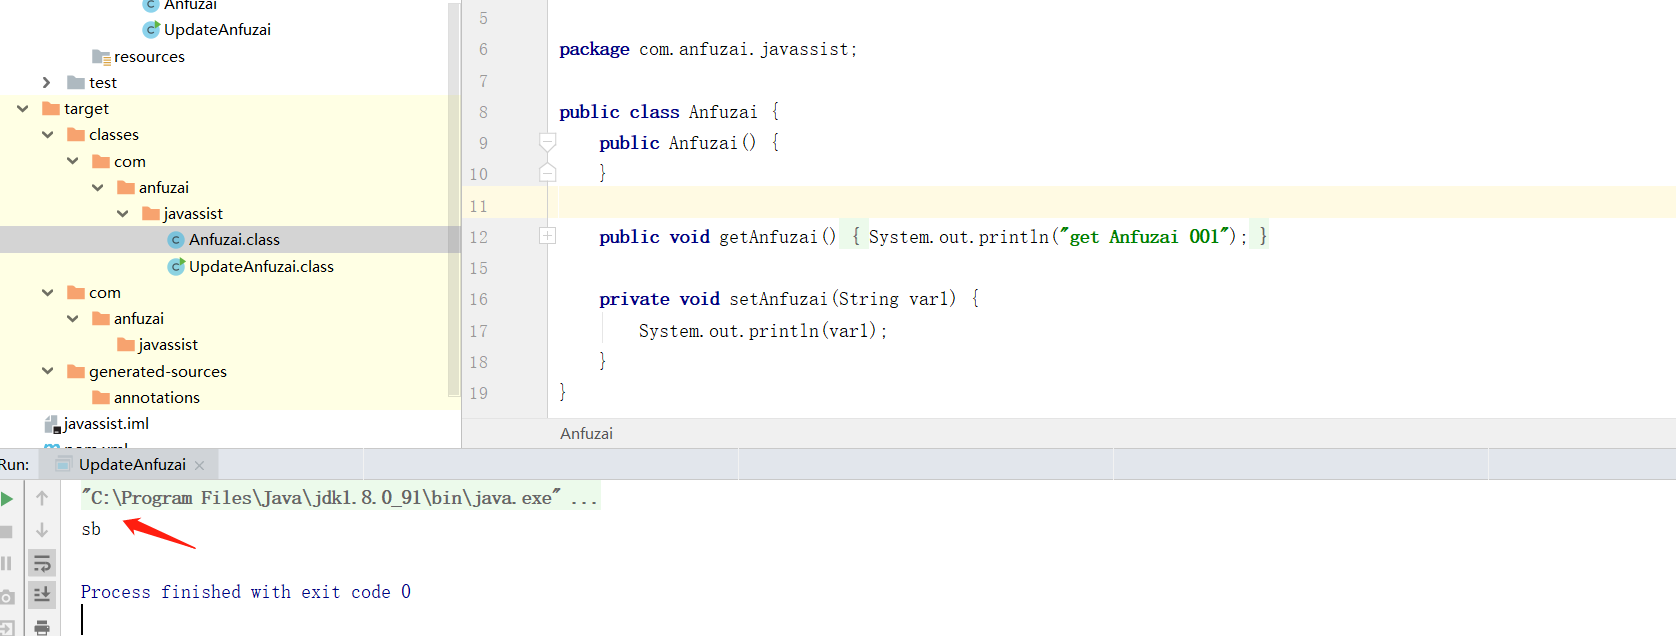 Anfuzai
UpdateAnfuzai
resources
test
target
classes
com
anfuzai
javassist
Anfuzai.class
UpdateAnfuzai.class
com
anfuzai
javassist
generated-sources
annotations
javassist.iml
5
6 package com.anfuzai.javassist;
7
8 public class Anfuzai {
9 public Anfuzai() {
10 }
11
12 public void getAnfuzai() { System.out.println("get Anfuzai 001"); }
15
16 private void setAnfuzai(String var1) {
17 System.out.println(var1);
18 }
19 }
Anfuzai
Run: UpdateAnfuzai
"C:\Program Files\Java\jdk1.8.0_91\bin\java.exe" ...
sb
Process finished with exit code 0